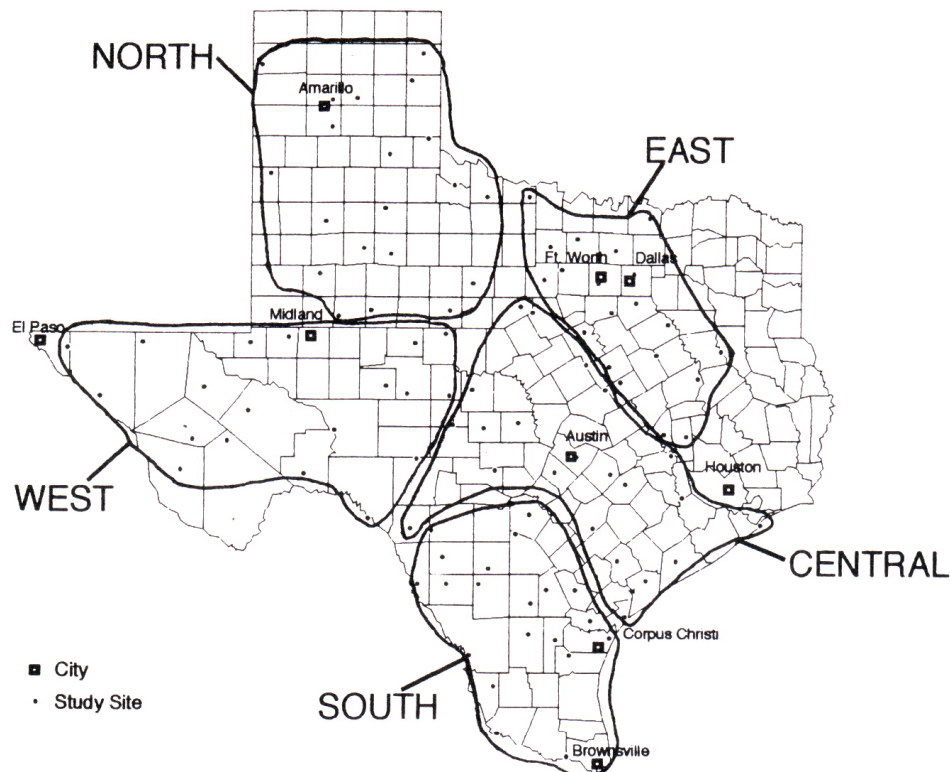 NORTH
Amarillo
EAST
Ft. Worth
Dallas
Midland
El Paso
Austin
Houston
WEST
CENTRAL
Corpus Christi
City
Study Site
SOUTH
Brownsville